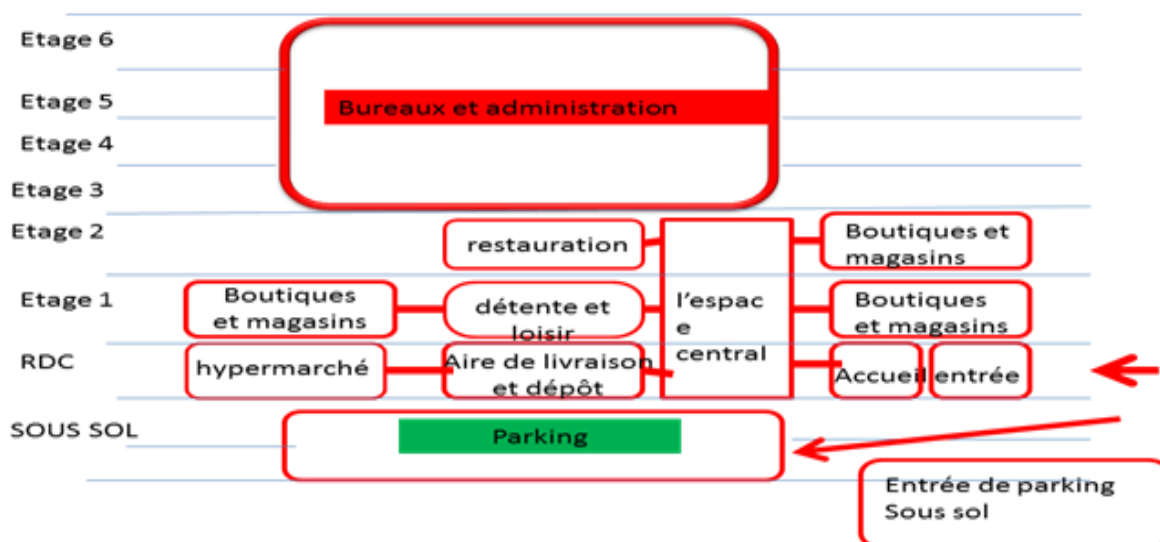 Etage 6
Etage 5
Bureaux et administration
Etage 4
Etage 3
Etage 2
restauration
Boutiques et
magasins
Etage 1
Boutiques
et magasins
détente et
loisir
l'espac
e
central
Boutiques
et magasins
RDC
hypermarché
Aire de livraison
et dépôt
Accueil
entrée
SOUS SOL
Parking
Entrée de parking
Sous sol